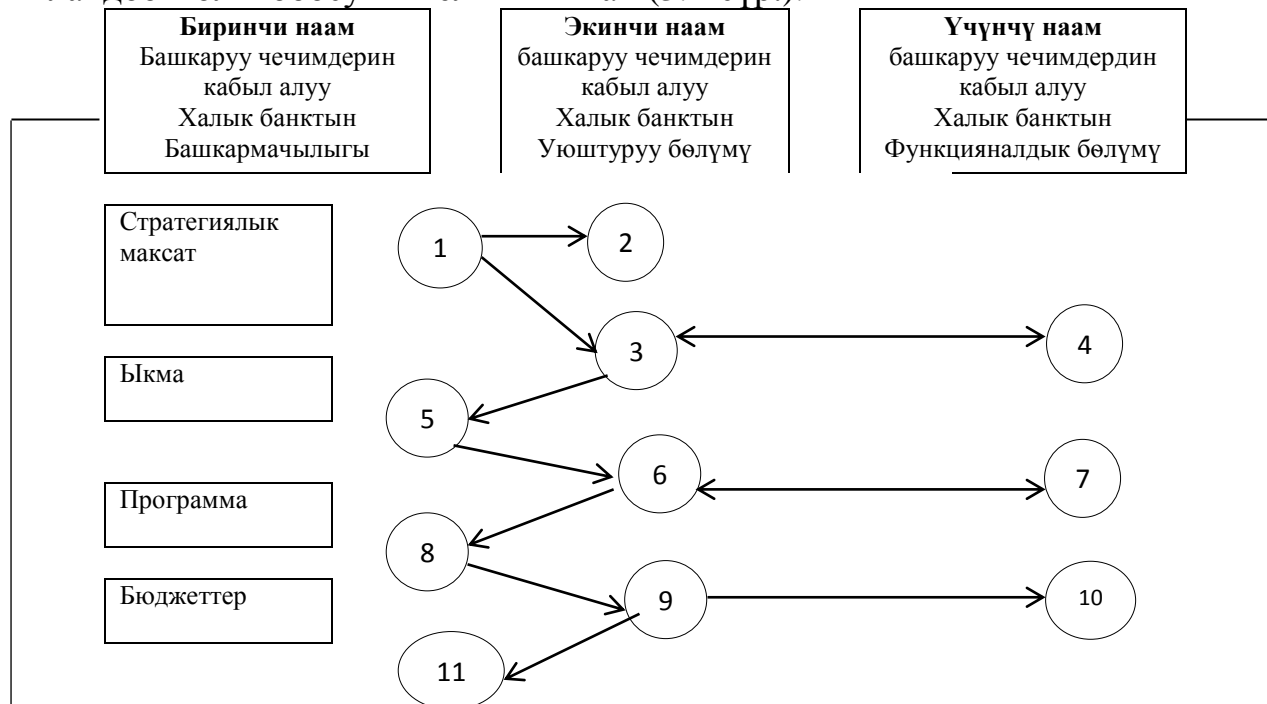 Биринчи наам
Башкаруу чечимдерин
кабыл алуу
Халык банктын
Башкармачылыгы
Экинчи наам
башкаруу чечимдерин
кабыл алуу
Халык банктын
Уюштуруу бөлүмү
Үчүнчү наам
башкаруу чечимдердин
кабыл алуу
Халык банктын
Функцияналдык бөлүмү
Стратегиялык
максат
1
2
3
4
Ыкма
5
6
7
Программа
8
9
10
Бюджеттер
11